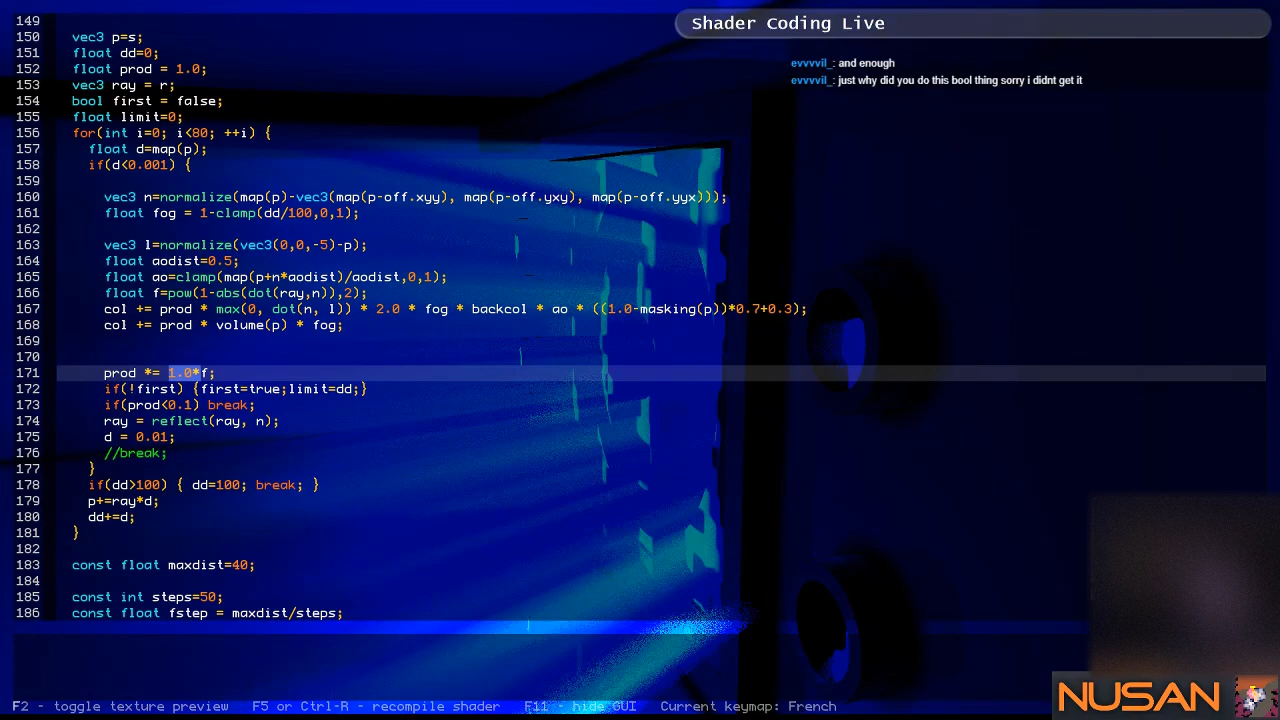 Shader Coding Live
evvvvil_: and enough
evvvvil_: just why did you do this bool thing sorry i didnt get it
149
150 vec3 p=s;
151 float dd=0;
152 float prod = 1.0;
153 vec3 ray = r;
154 bool first = false;
155 float limit=0;
156 for(int i=0; i<80; ++i) {
157 float d=map(p);
158 if(d<0.001) {
159
160 vec3 n=normalize(map(p)-vec3(map(p-off.xyy), map(p-off.yxy), map(p-off.yyx)));
161 float fog = 1-clamp(dd/100,0,1);
162
163 vec3 l=normalize(vec3(0,0,-5)-p);
164 float aodist=0.5;
165 float ao=clamp(map(p+n*aodist)/aodist,0,1);
166 float f=pow(1-abs(dot(ray,n)),2);
167 col += prod * max(0, dot(n, l)) * 2.0 * fog * backcol * ao * ((1.0-masking(p))*0.7+0.3);
168 col += prod * volume(p) * fog;
169
170
171 prod *= 1.0*f;
172 if(!first) {first=true;limit=dd;}
173 if(prod<0.1) break;
174 ray = reflect(ray, n);
175 d = 0.01;
176 //break;
177 }
178 if(dd>100) { dd=100; break; }
179 p+=ray*d;
180 dd+=d;
181 }
182
183 const float maxdist=40;
184
185 const int steps=50;
186 const float fstep = maxdist/steps;
F2 - toggle texture preview F5 or Ctrl-R - recompile shader F11 - hide GUI Current keymap: French
NUSAN